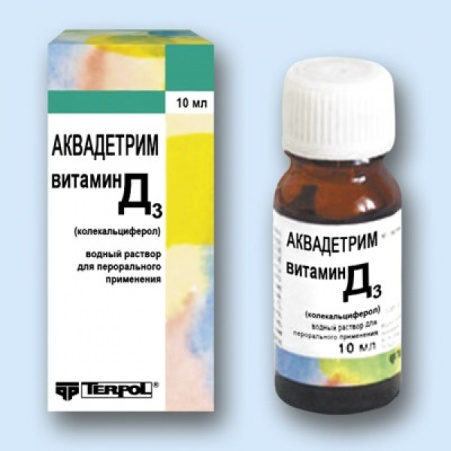 10 мл
АКВАДЕТРИМ
витамин Д3
(колекальциферол)
водный раствор
для перорального
применения
TERPOL®
АКВАДЕТРИМ
витамин Д3
(колекальциферол)
водный раствор для
перорального применения
10 мл